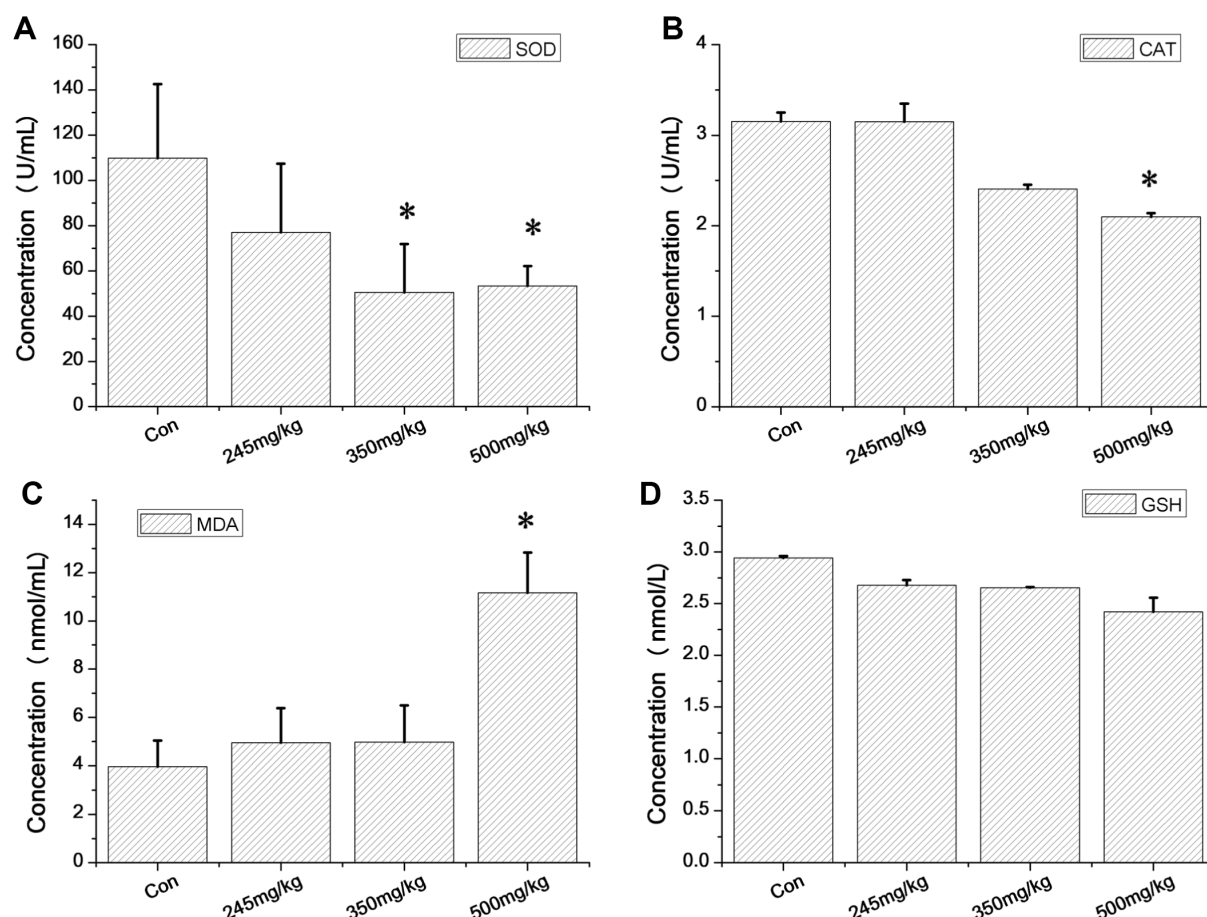 A
SOD
Concentration ( U/mL)
160
140
120
100
80
60
40
20
0
*
*
Con
245mg/kg
350mg/kg
500mg/kg
B
CAT
Concentration ( U/mL)
4
3
2
1
0
*
Con
245mg/kg
350mg/kg
500mg/kg
C
MDA
Concentration ( nmol/mL)
14
12
10
8
6
4
2
0
*
Con
245mg/kg
350mg/kg
500mg/kg
D
GSH
Concentration ( nmol/L)
3.5
3.0
2.5
2.0
1.5
1.0
0.5
0.0
Con
245mg/kg
350mg/kg
500mg/kg